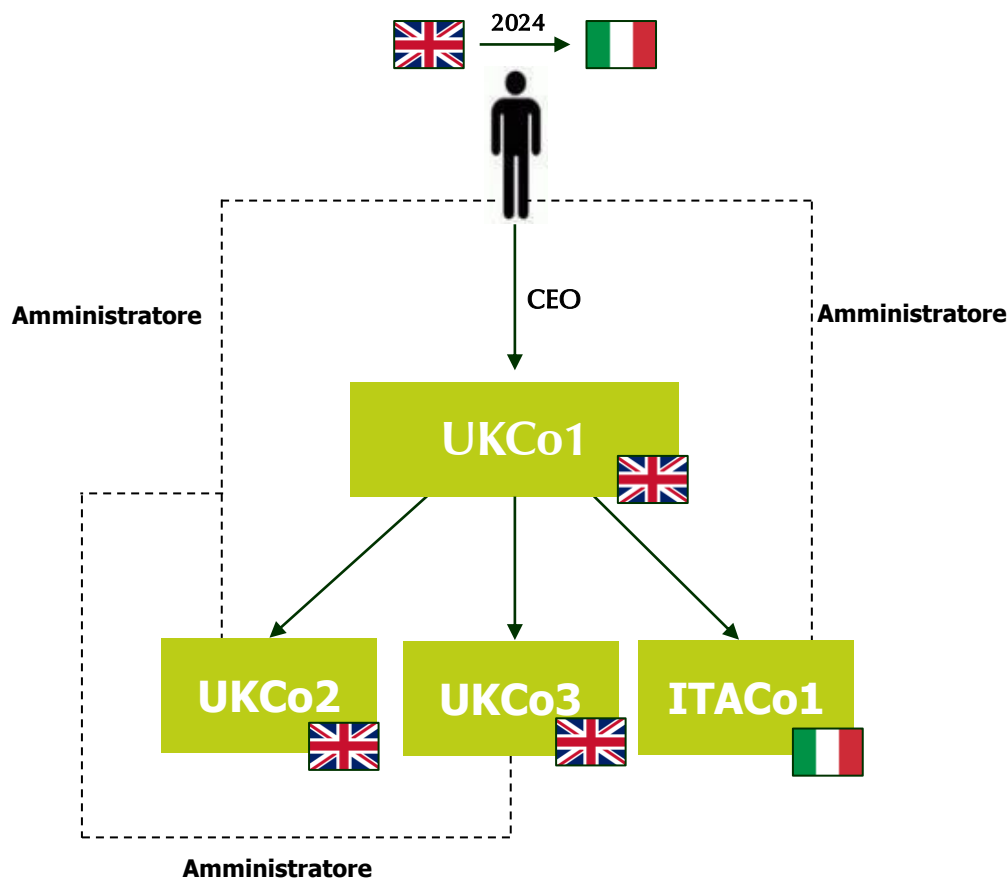 2024
CEO
Amministratore
Amministratore
UKCo1
UKCo2
UKCo3
ITACo1
Amministratore